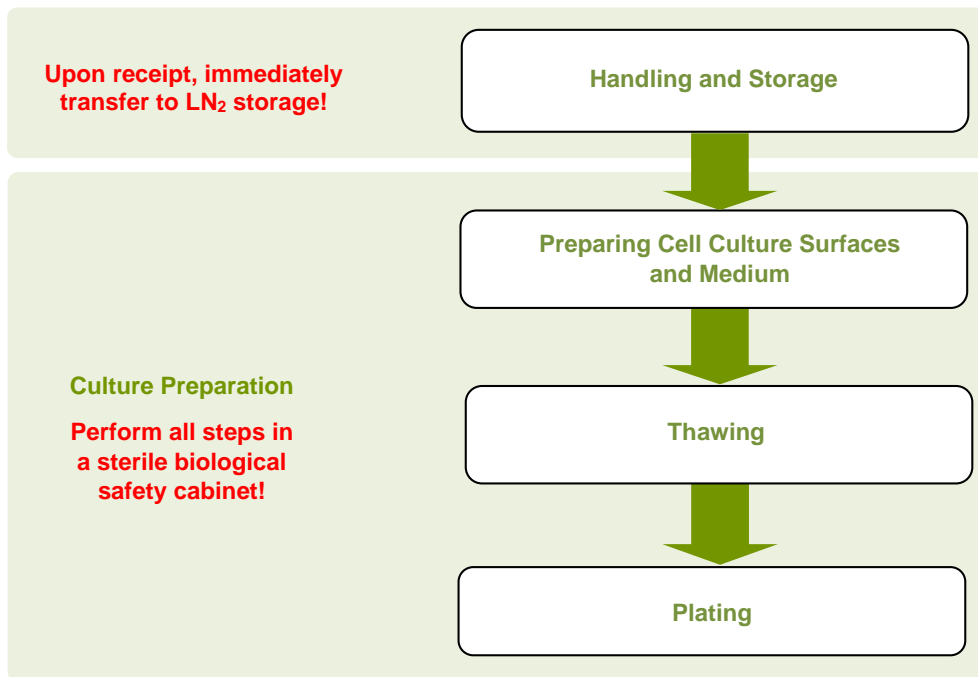 Upon receipt, immediately
transfer to LN₂ storage!
Handling and Storage
Preparing Cell Culture Surfaces
and Medium
Culture Preparation
Perform all steps in
a sterile biological
safety cabinet!
Thawing
Plating